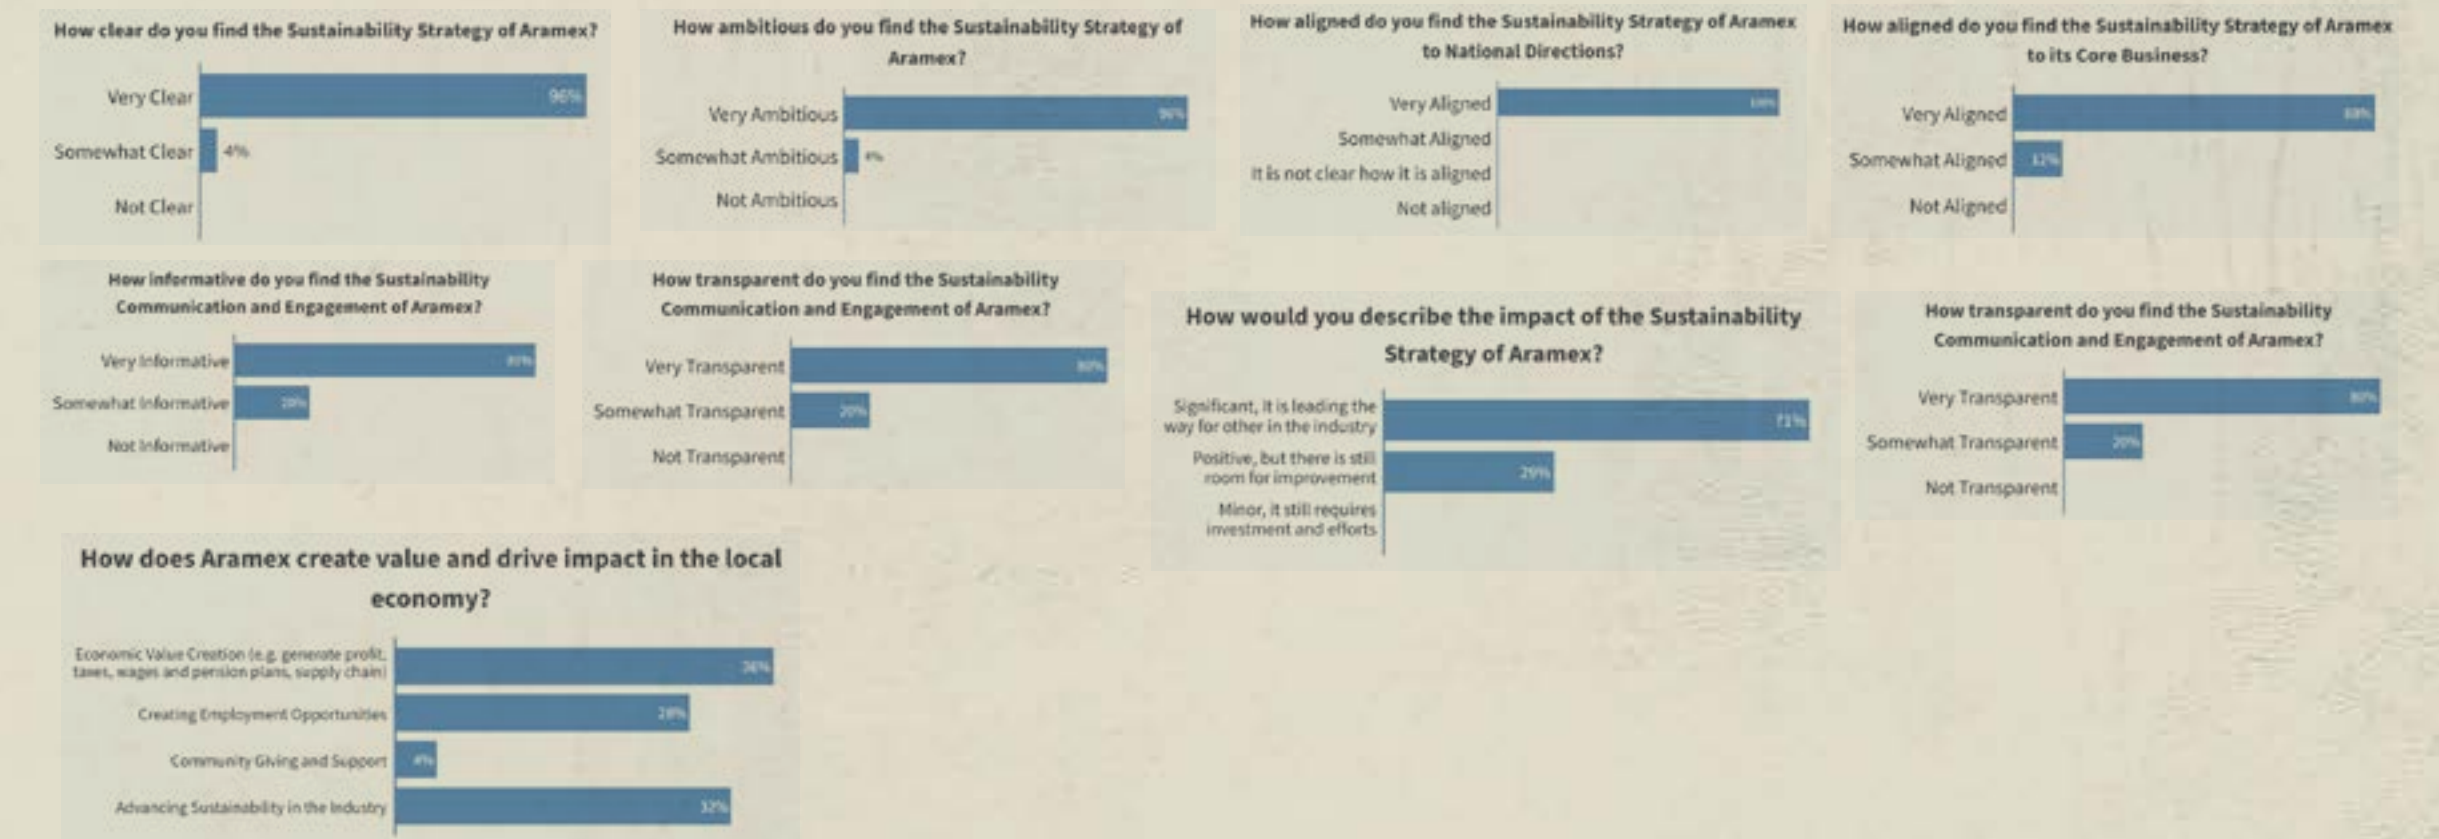 How clear do you find the Sustainability Strategy of Aramex?
Very Clear
96%
Somewhat Clear
4%
Not Clear
How ambitious do you find the Sustainability Strategy of
Aramex?
Very Ambitious
96%
Somewhat Ambitious
4%
Not Ambitious
How aligned do you find the Sustainability Strategy of Aramex
to National Directions?
Very Aligned
100%
Somewhat Aligned
It is not clear how it is aligned
Not aligned
How aligned do you find the Sustainability Strategy of Aramex
to its Core Business?
Very Aligned
88%
Somewhat Aligned
12%
Not Aligned
How informative do you find the Sustainability
Communication and Engagement of Aramex?
Very Informative
Somewhat Informative
20%
Not Informative
How transparent do you find the Sustainability
Communication and Engagement of Aramex?
Very Transparent
80%
Somewhat Transparent
20%
Not Transparent
How would you describe the impact of the Sustainability
Strategy of Aramex?
Significant, it is leading the
way for other in the industry
71%
Positive, but there is still
room for improvement
29%
Minor, it still requires
investment and efforts
How transparent do you find the Sustainability
Communication and Engagement of Aramex?
Very Transparent
80%
Somewhat Transparent
20%
Not Transparent
How does Aramex create value and drive impact in the local
economy?
Economic Value Creation (e.g. generate profit,
taxes, wages and pension plans, supply chain)
36%
Creating Employment Opportunities
28%
Community Giving and Support
4%
Advancing Sustainability in the Industry
32%